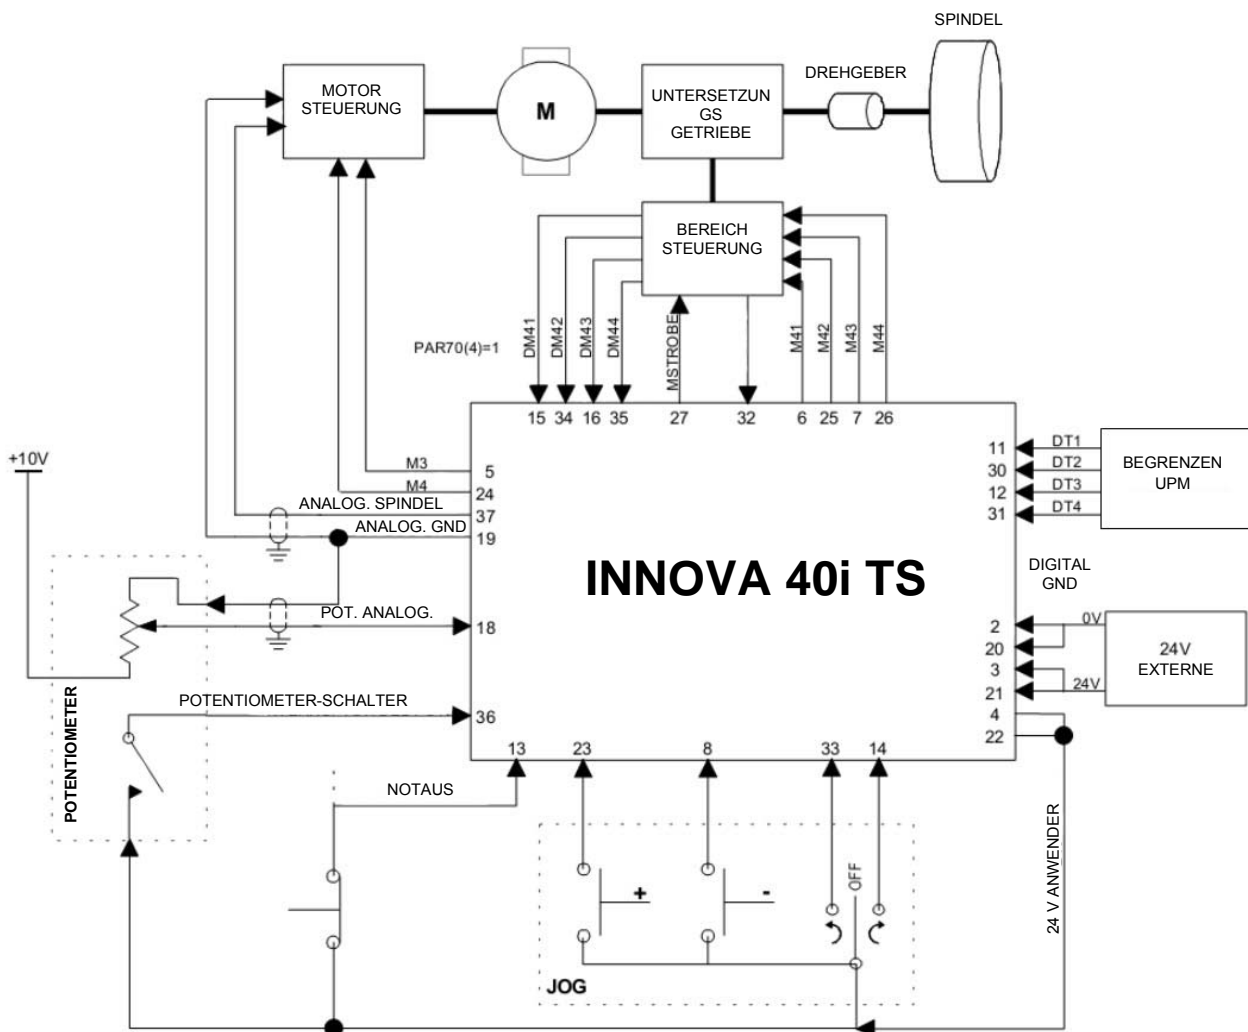 SPINDEL
DREHGEBER
MOTOR
STEUERUNG
M
UNTERSETZUN
GS
GETRIEBE
BEREICH
STEUERUNG
PAR70(4)=1
DM41
DM42
DM43
DM44
MSTROBE
M41
M42
M43
M44
15 34 16 35 27 32 6 25 7 26
+10V
M3
5
M4
24
ANALOG. SPINDEL
37
ANALOG. GND
19
11
DT1
30
DT2
12
DT3
31
DT4
BEGRENZEN
UPM
INNOVA 40i TS
DIGITAL
GND
POT. ANALOG.
18
2
0V
20
3
21
24V
4
22
24V
EXTERNE
POTENTIOMETER
POTENTIOMETER-SCHALTER
36
13 23 8 33 14
NOTAUS
+
-
OFF
JOG
24 V ANWENDER